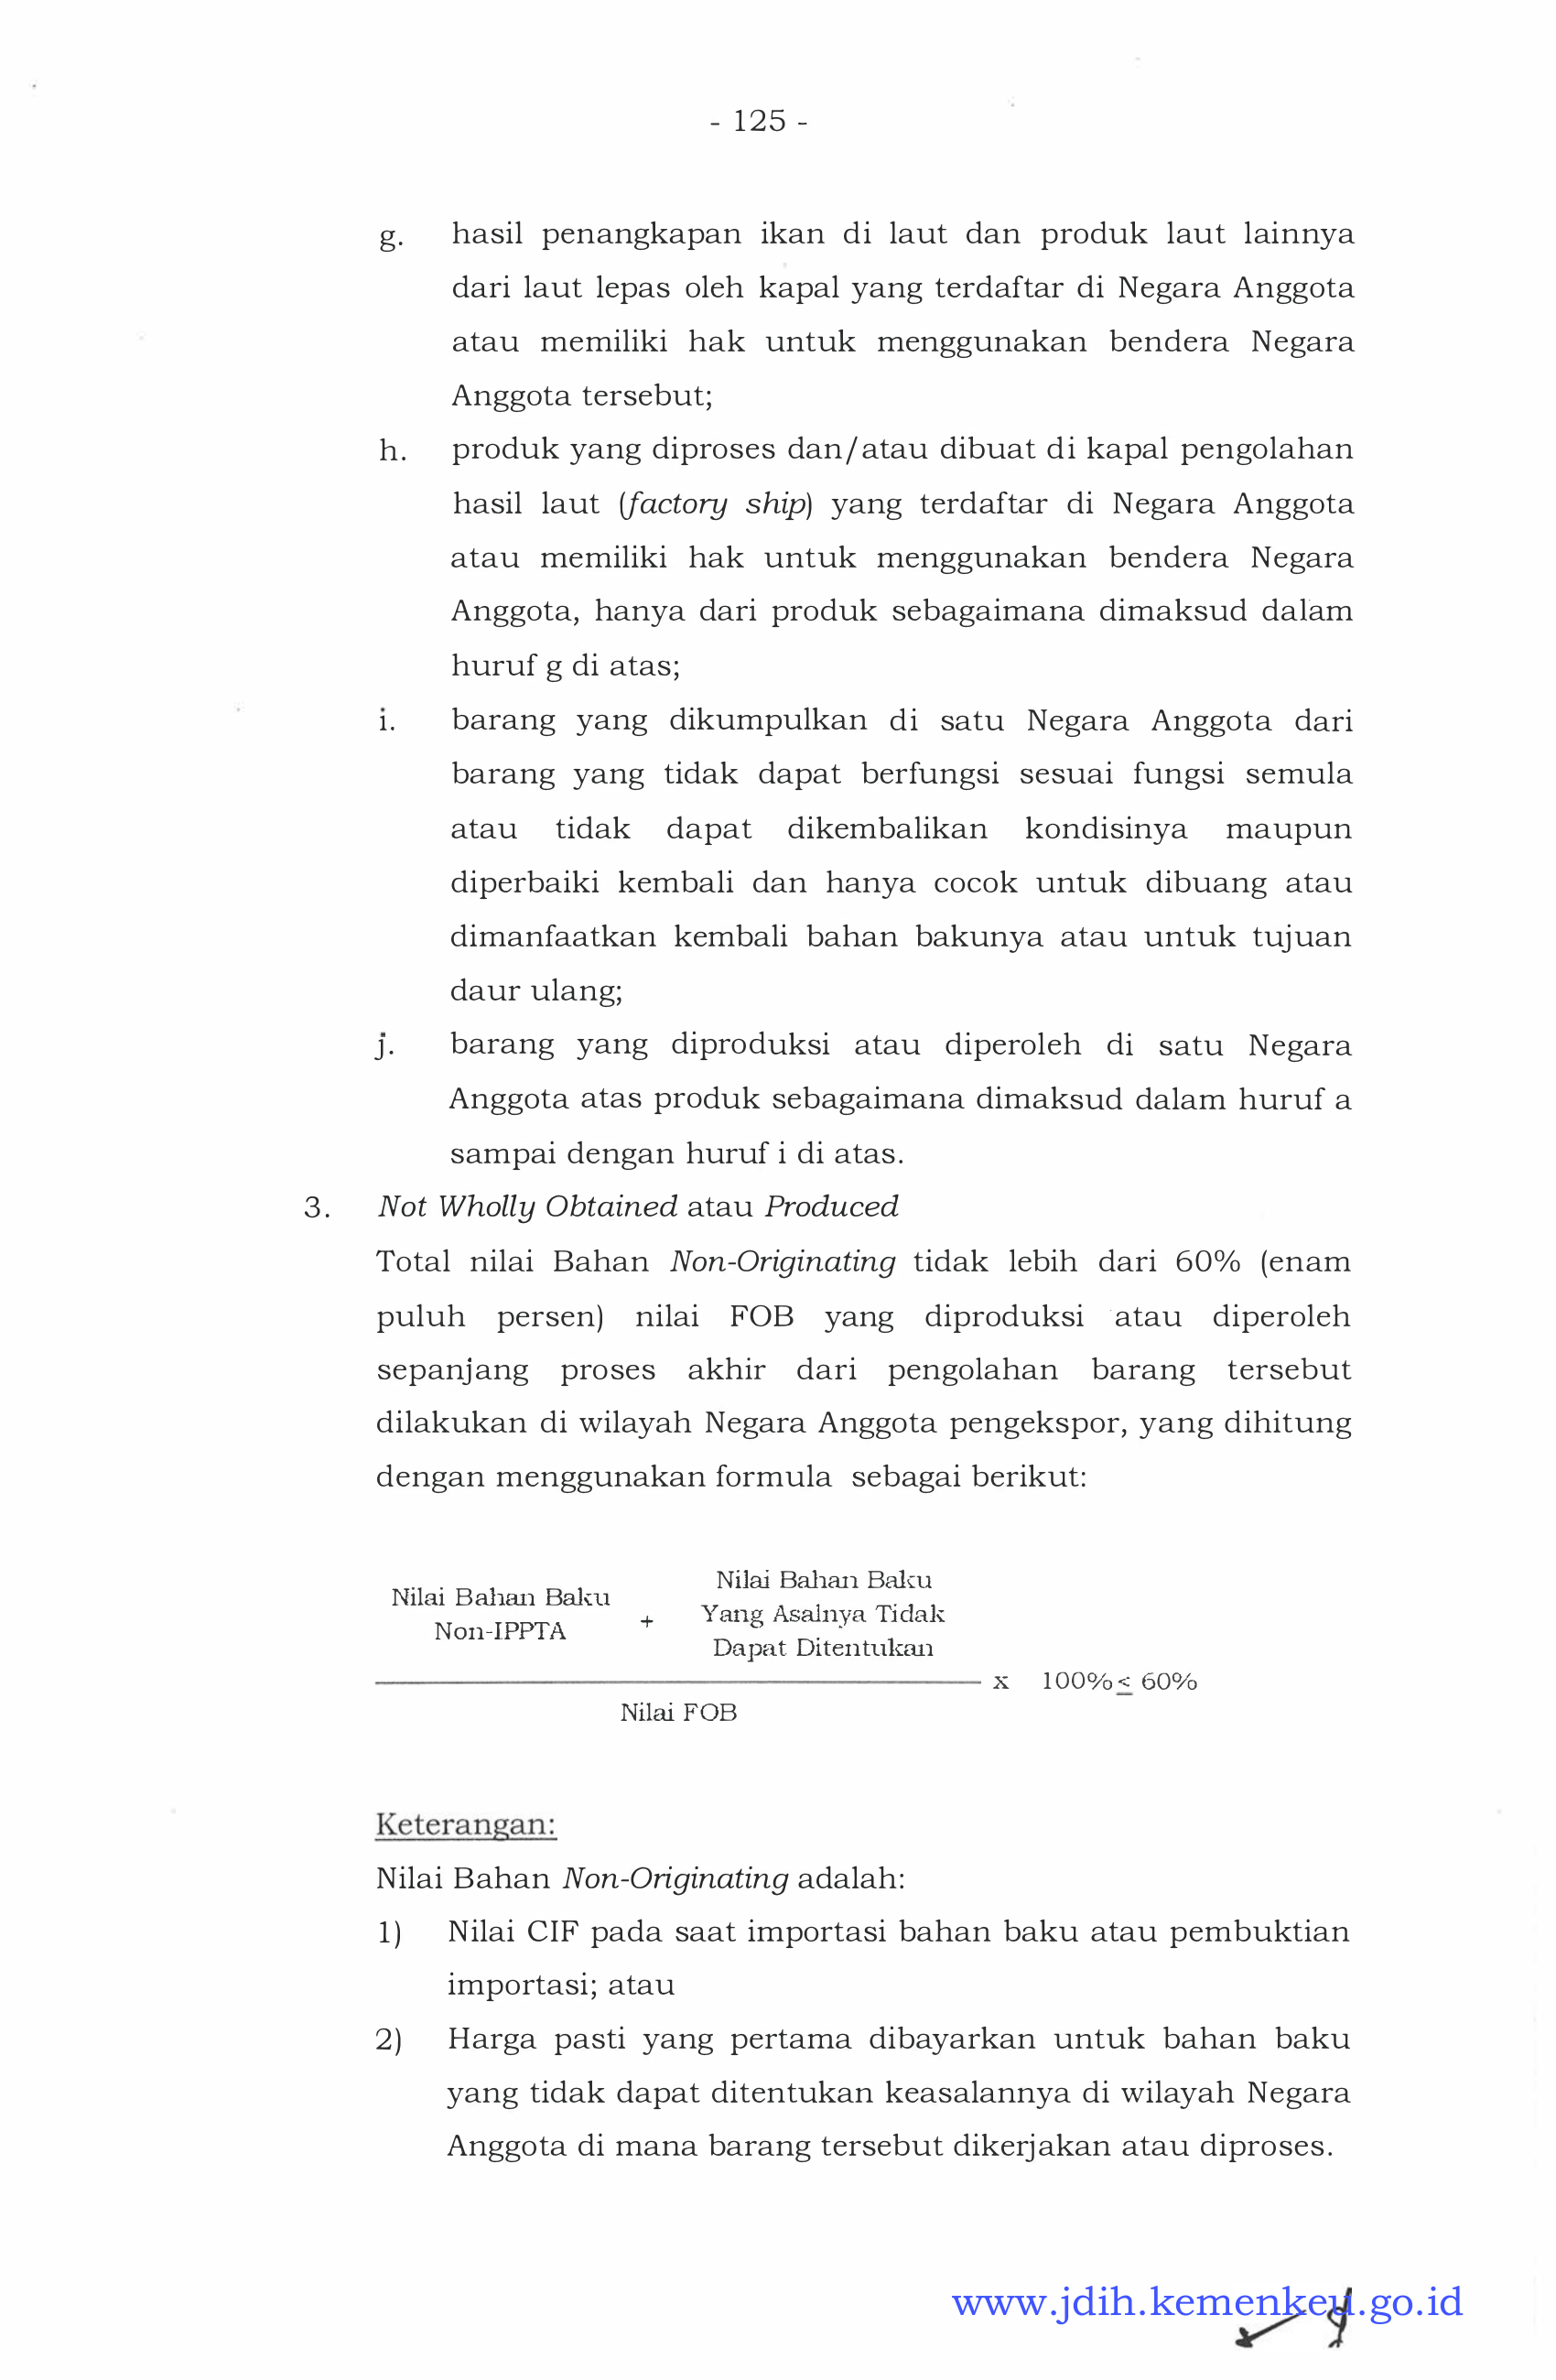 - 125 -
g. hasil penangkapan ikan di laut dan produk laut lainnya
dari laut lepas oleh kapal yang terdaftar di Negara Anggota
atau memiliki hak untuk menggunakan bendera Negara
Anggota tersebut;
h. produk yang diproses dan/atau dibuat di kapal pengolahan
hasil laut (factory ship) yang terdaftar di Negara Anggota
atau memiliki hak untuk menggunakan bendera Negara
Anggota, hanya dari produk sebagaimana dimaksud dalam
huruf g di atas;
i. barang yang dikumpulkan di satu Negara Anggota dari
barang yang tidak dapat berfungsi sesuai fungsi semula
atau tidak dapat dikembalikan kondisinya maupun
diperbaiki kembali dan hanya cocok untuk dibuang atau
dimanfaatkan kembali bahan bakunya atau untuk tujuan
daur ulang;
j. barang yang diproduksi atau diperoleh di satu Negara
Anggota atas produk sebagaimana dimaksud dalam huruf a
sampai dengan huruf i di atas.
3. Not Wholly Obtained atau Produced
Total nilai Bahan Non-Originating tidak lebih dari 60% (enam
puluh persen) nilai FOB yang diproduksi atau diperoleh
sepanjang proses akhir dari pengolahan barang tersebut
dilakukan di wilayah Negara Anggota pengekspor, yang dihitung
dengan menggunakan formula sebagai berikut:
Nilai Bahan Baku
Non-IPPTA
+
Nilai Bahan Baku
Yang Asalnya Tidak
Dapat Ditentukan
x 100% ≤ 60%
Nilai FOB
Keterangan:
Nilai Bahan Non-Originating adalah:
1) Nilai CIF pada saat importasi bahan baku atau pembuktian
importasi; atau
2) Harga pasti yang pertama dibayarkan untuk bahan baku
yang tidak dapat ditentukan keasalannya di wilayah Negara
Anggota di mana barang tersebut dikerjakan atau diproses.
www.jdih.kemenkeu.go.id